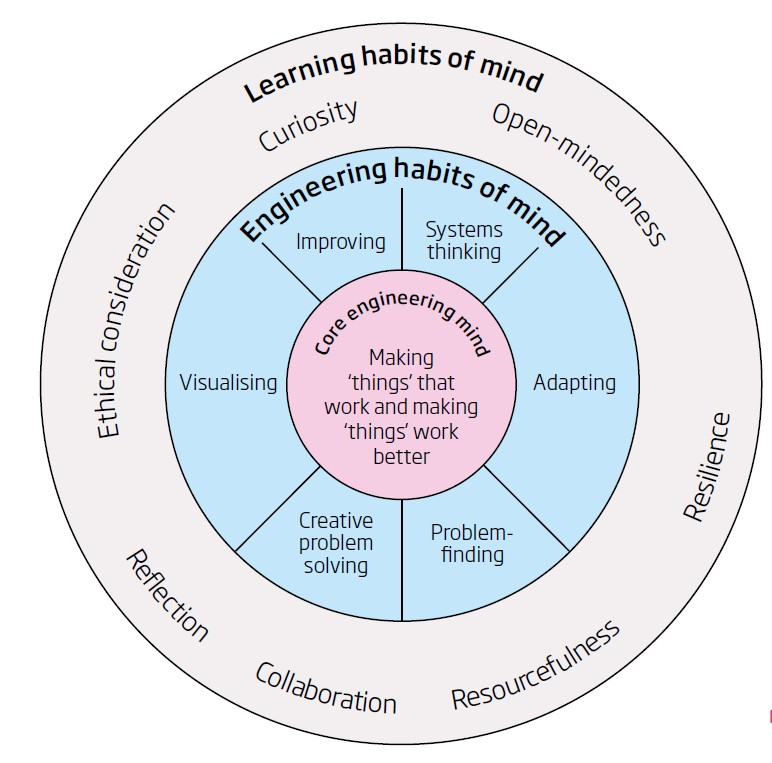 Learning habits of mind
Curiosity
Open-mindedness
Ethical consideration
Resilience
Reflection
Collaboration
Resourcefulness
Engineering habits of mind
Improving
Systems
thinking
Visualising
Adapting
Creative
problem
solving
Problem-
finding
Core engineering mind
Making
‘things’ that
work and making
‘things’ work
better